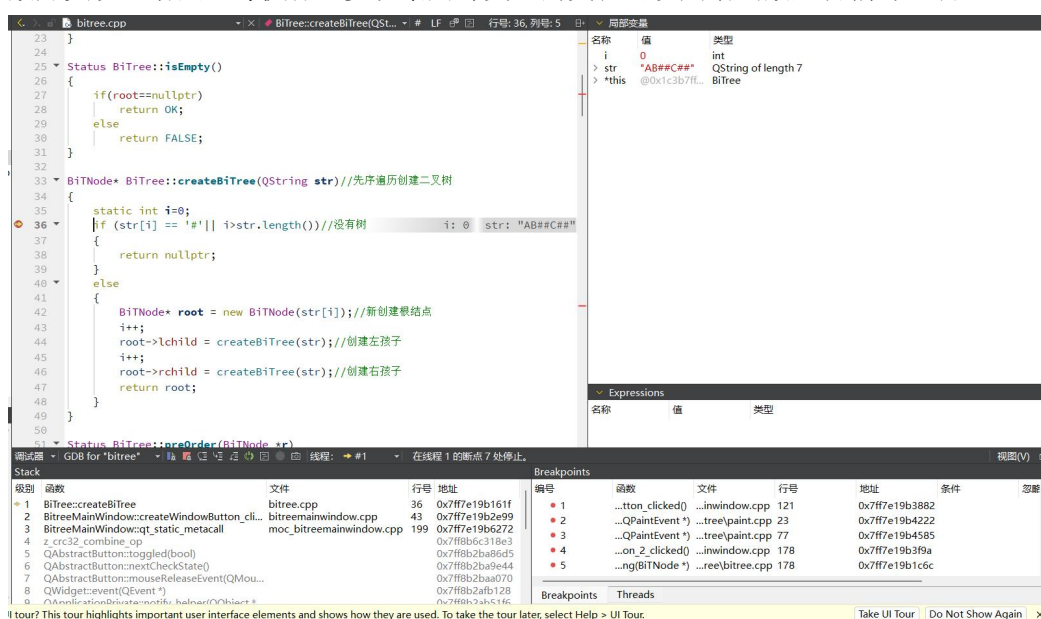 bitree.cpp
BiTree::createBiTree(QSt...
#
LF
行号: 36, 列号: 5
局部变量
23 }
24
25 Status BiTree::isEmpty()
26 {
27 if(root==nullptr)
28 return OK;
29 else
30 return FALSE;
31 }
32
33 BiTNode* BiTree::createBiTree(QString str)//先序遍历创建二叉树
34 {
35 static int i=0;
36 if (str[i] == '#'|| i>str.length())//没有树 i: 0 str: "AB##C##"
37 {
38 return nullptr;
39 }
40 else
41 {
42 BiTNode* root = new BiTNode(str[i]);//新创建根结点
43 i++;
44 root->lchild = createBiTree(str);//创建左孩子
45 i++;
46 root->rchild = createBiTree(str);//创建右孩子
47 return root;
48 }
49 }
50
51 Status BiTree::preOrder(BiTNode *r)
名称 值 类型
i 0 int
> str "AB##C##" QString of length 7
> *this @0x1c3b7ff... BiTree
Expressions
名称 值 类型
调试器 GDB for "bitree" 线程: #1 在线程 1 的断点 7 处停止。 视图(V)
Stack
级别 函数 文件 行号 地址
1 BiTree::createBiTree bitree.cpp 36 0x7ff7e19b161f
2 BitreeMainWindow::createWindowButton_cli... bitreemainwindow.cpp 43 0x7ff7e19b2e99
3 BitreeMainWindow::qt_static_metacall moc_bitreemainwindow.cpp 199 0x7ff7e19b6272
4 z_crc32_combine_op 0x7ff8b6c318e3
5 QAbstractButton::toggled(bool) 0x7ff8b2ba86d5
6 QAbstractButton::nextCheckState() 0x7ff8b2ba9e44
7 QAbstractButton::mouseReleaseEvent(QMou... 0x7ff8b2baa070
8 QWidget::event(QEvent *) 0x7ff8b2afb128
9 QApplicationPrivate::notify_helper(QObject * 0x7ff8b2ab51f6
Breakpoints
编号 函数 文件 行号 地址 条件 忽略
1 ...tton_clicked() ...inwindow.cpp 121 0x7ff7e19b3882
2 ...QPaintEvent *) ...tree\paint.cpp 23 0x7ff7e19b4222
3 ...QPaintEvent *) ...tree\paint.cpp 77 0x7ff7e19b4585
4 ...on_2_clicked() ...inwindow.cpp 178 0x7ff7e19b3f9a
5 ...ng(BiTNode *) ...ree\bitree.cpp 178 0x7ff7e19b1c6c
Breakpoints Threads
UI tour? This tour highlights important user interface elements and shows how they are used. To take the tour later, select Help > UI Tour. Take UI Tour Do Not Show Again